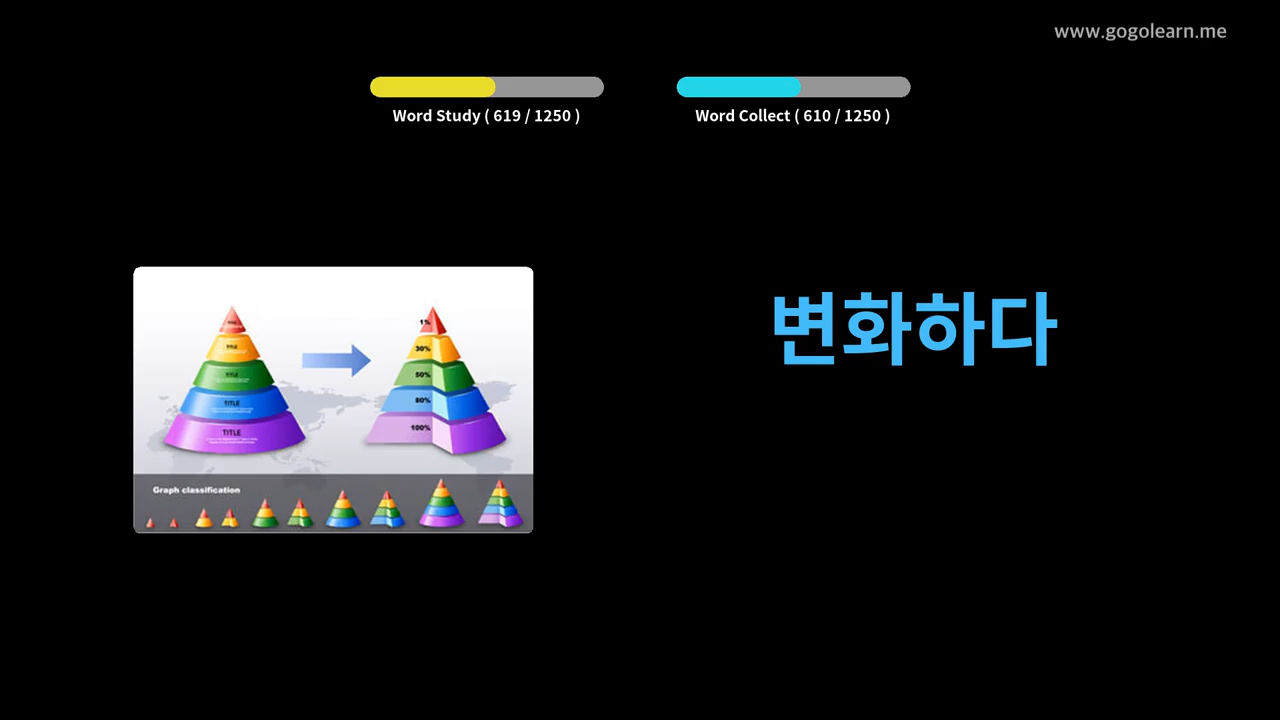 www.gogolearn.me
Word Study ( 619 / 1250 )
Word Collect ( 610 / 1250 )
변화하다
TITLE
TITLE
TITLE
TITLE
1%
30%
50%
80%
100%
Graph classification